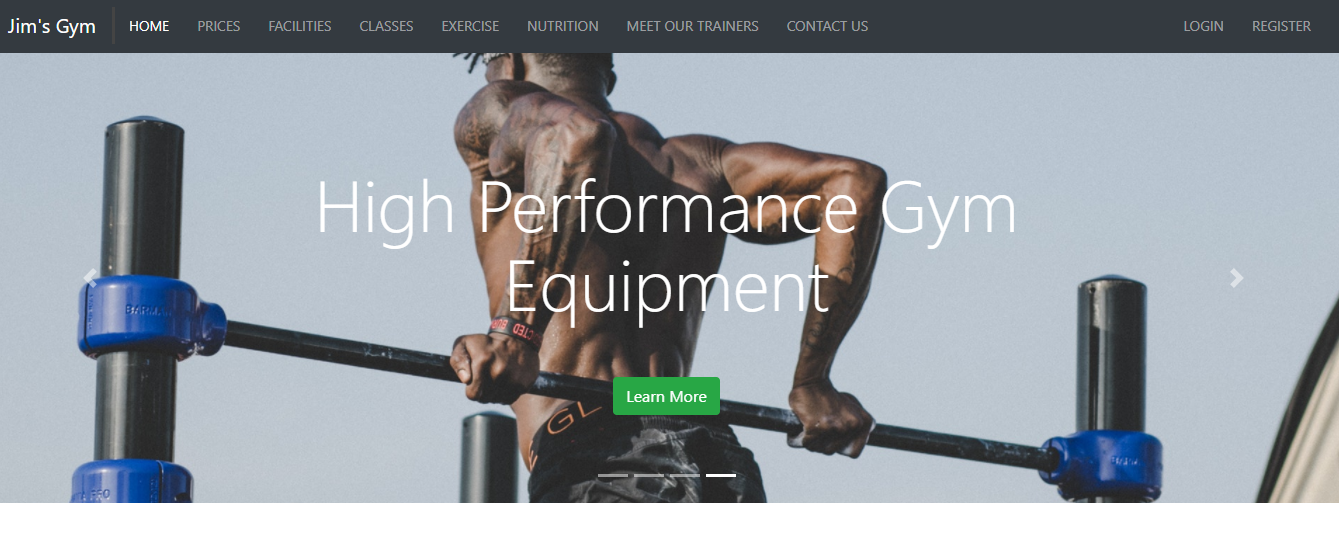 Jim's Gym
HOME
PRICES
FACILITIES
CLASSES
EXERCISE
NUTRITION
MEET OUR TRAINERS
CONTACT US
LOGIN
REGISTER
High Performance Gym
Equipment
Learn More